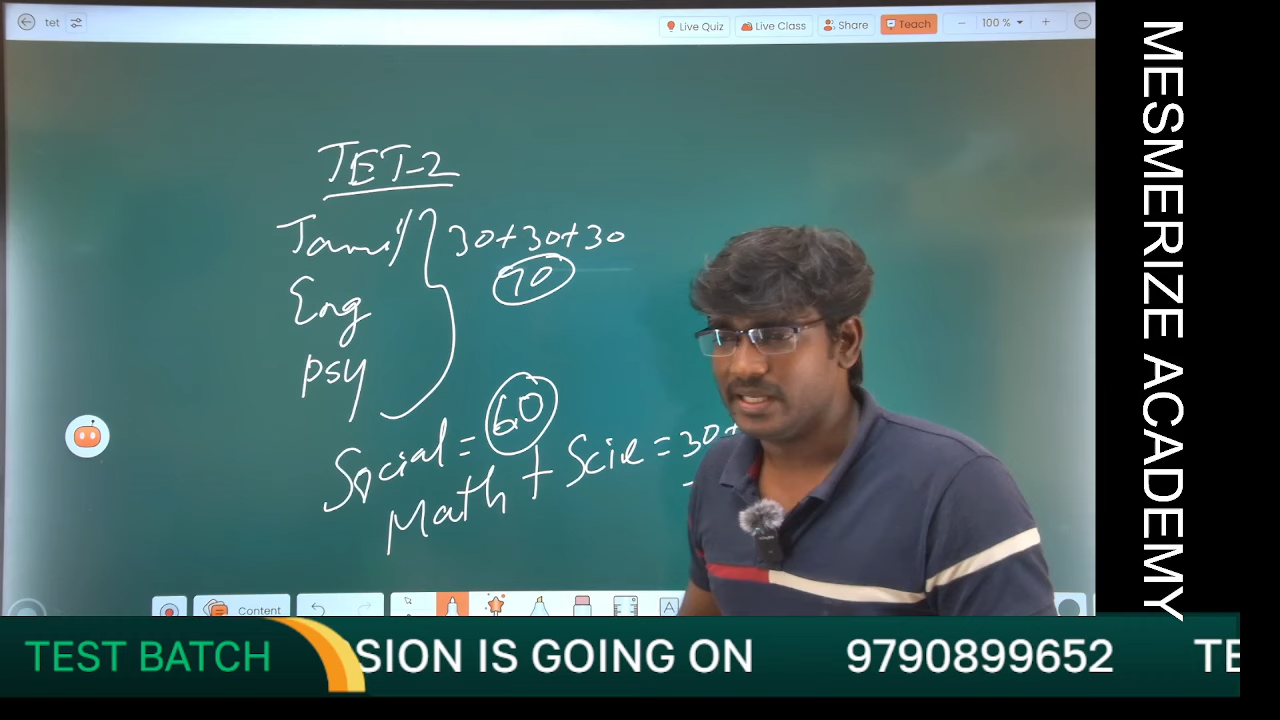 tet
Live Quiz
Live Class
Share
Teach
100 %
TET-2
Tamil
30+30+30
90
Eng
Psy
Social = 60
Math + Scie = 30+
Content
A
TEST BATCH
SION IS GOING ON
9790899652
TE
MESMERIZE ACADEMY